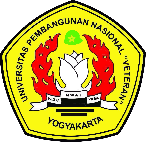 UNIVERSITAS PEMBANGUNAN NASIONAL "VETERAN"
YOGYAKARTA